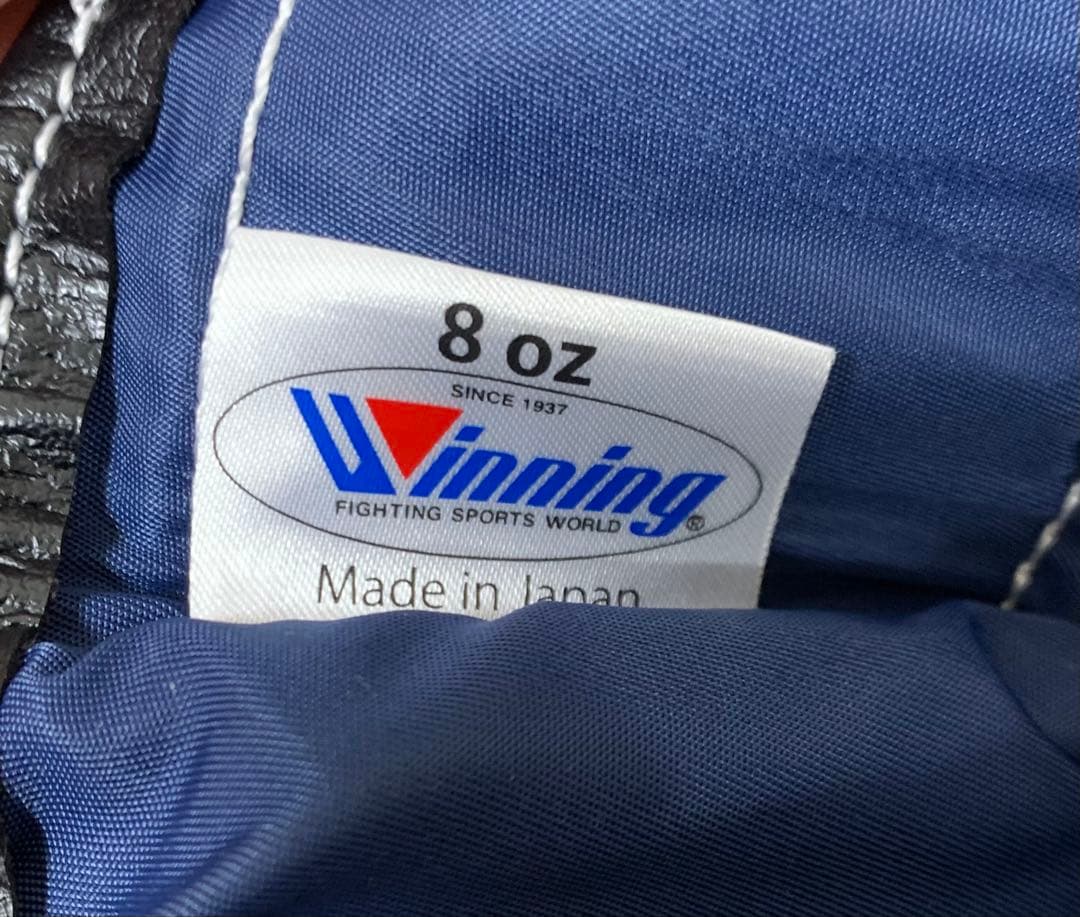 8 oz
SINCE 1937
Winning®
FIGHTING SPORTS WORLD
Made in Japan